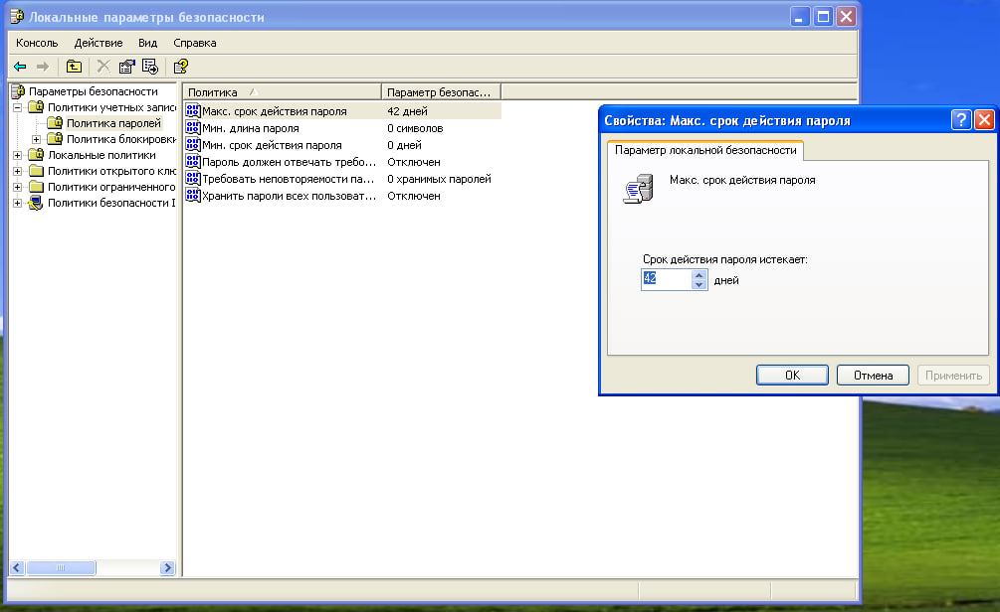 Локальные параметры безопасности
Консоль Действие Вид Справка
Параметры безопасности
Политики учетных записе
Политика паролей
Политика блокировки
Локальные политики
Политики открытого клю
Политики ограниченного
Политики безопасности I
Политика Параметр безопас...
Макс. срок действия пароля 42 дней
Мин. длина пароля 0 символов
Мин. срок действия пароля 0 дней
Пароль должен отвечать требо... Отключен
Требовать неповторяемости па... 0 хранимых паролей
Хранить пароли всех пользоват... Отключен
Свойства: Макс. срок действия пароля
Параметр локальной безопасности
Макс. срок действия пароля
Срок действия пароля истекает:
42 дней
OK Отмена Применить